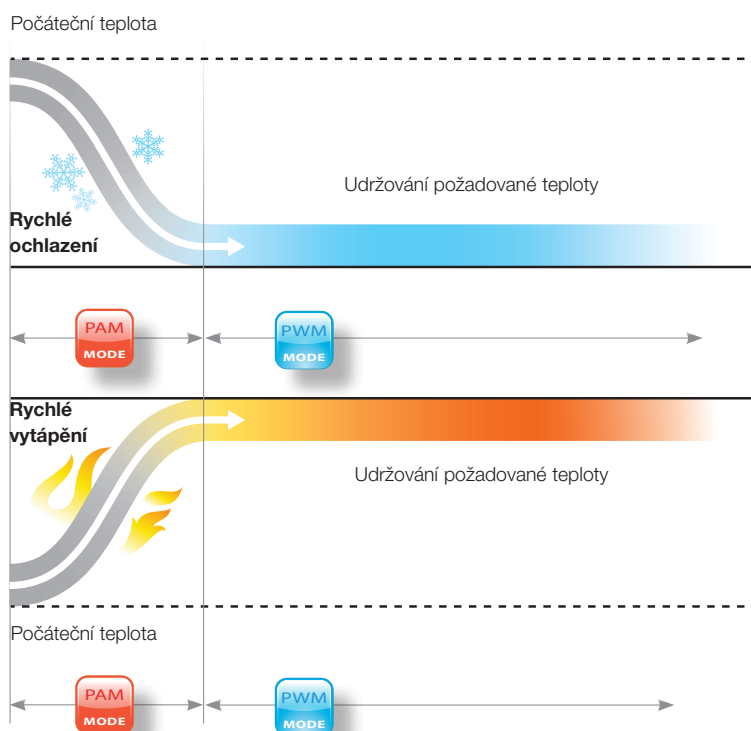 Počáteční teplota
Udržování požadované teploty
Rychlé
ochlazení
PAM
MODE
PWM
MODE
Rychlé
vytápění
Udržování požadované teploty
Počáteční teplota
PAM
MODE
PWM
MODE